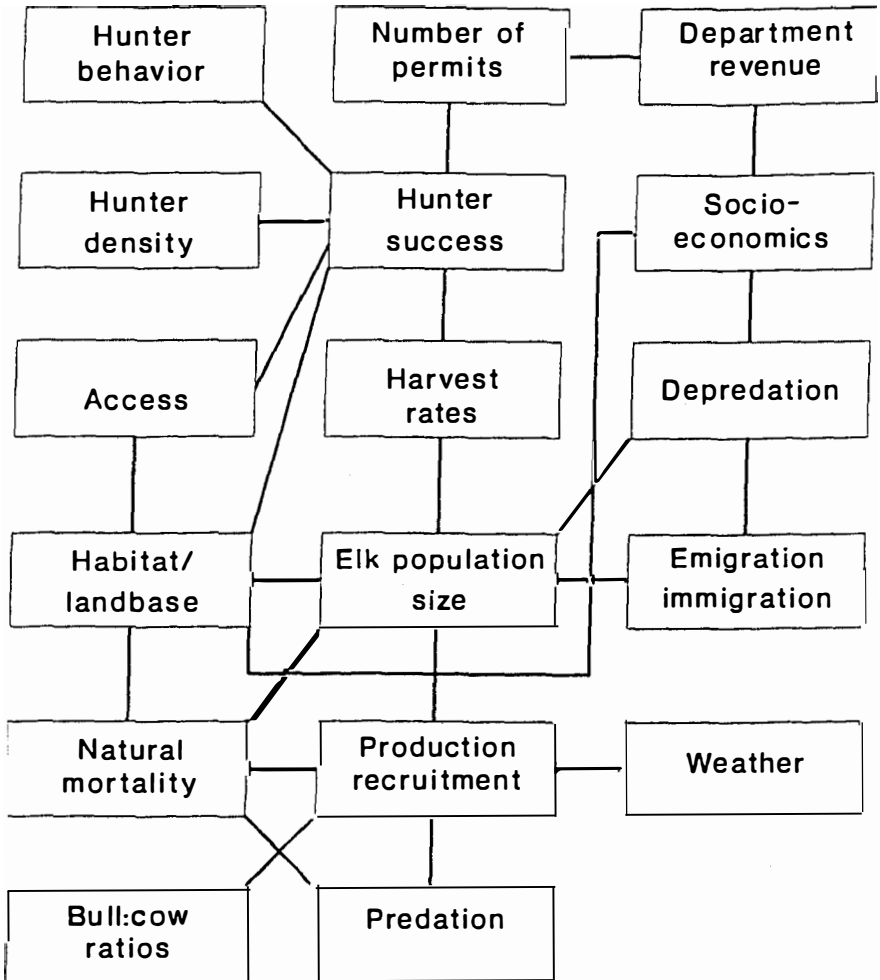 Hunter
behavior
Number of
permits
Department
revenue
Hunter
density
Hunter
success
Socio-
economics
Access
Harvest
rates
Depredation
Habitat/
landbase
Elk population
size
Emigration
immigration
Natural
mortality
Production
recruitment
Weather
Bull:cow
ratios
Predation